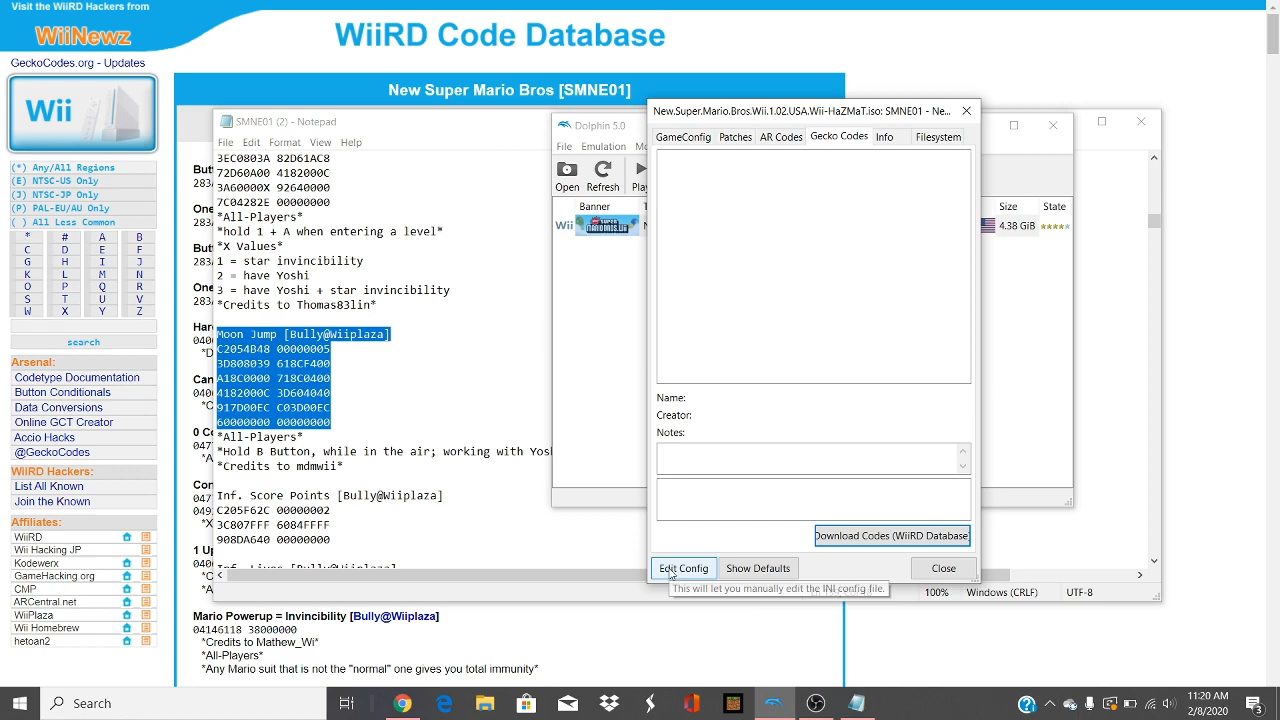 Visit the WiiRD Hackers from
WiiNewz
GeckoCodes.org - Updates
Wii
(*) Any/All Regions
(E) NTSC-US Only
(J) NTSC-JP Only
(P) PAL-EU/AU Only
( ) All Less Common
* # A B
C D E F
G H I J
K L M N
O P Q R
S T U V
W X Y Z
search
Arsenal:
Codetype Documentation
Button Conditionals
Data Conversions
Online GCT Creator
Accio Hacks
@GeckoCodes
WiiRD Hackers:
List All Known
Join the Known
Affiliates:
WiiRD
Wii Hacking JP
Kodewerx
GameHacking org
CMP
ARCentral.net
WiiPlaza
Wii Homebrew
hetoan2
WiiRD Code Database
New Super Mario Bros [SMNE01]
SMNE01 (2) - Notepad
File Edit Format View Help
3EC0803A 82D61AC8
72D60A00 4182000C
3A60000X 92640000
7C04282E 00000000
*All-Players*
*hold 1 + A when entering a level*
*X Values*
1 = star invincibility
2 = have Yoshi
3 = have Yoshi + star invincibility
*Credits to Thomas83lin*
Moon Jump [Bully@Wiiplaza]
C2054B48 00000005
3D808039 618CF400
A18C0000 718C0400
4182000C 3D604040
917D00EC C03D00EC
60000000 00000000
*All-Players*
*Hold B Button, while in the air; working with Yosh
*Credits to mdmwii*
Inf. Score Points [Bully@Wiiplaza]
C205F62C 00000002
3C807FFF 6084FFFF
908DA640 00000000
100% Windows (CRLF) UTF-8
Mario Powerup = Invincibility [Bully@Wiiplaza]
04146118 38000000
*Credits to Mathew_Wi*
*All-Players*
*Any Mario suit that is not the "normal" one gives you total immunity*
Dolphin 5.0
File Emulation
Open Refresh Play
Banner
Wii
Size State
4.38 GiB
New.Super.Mario.Bros.Wii.1.02.USA.Wii-HaZMaT.iso: SMNE01 - Ne...
GameConfig Patches AR Codes Gecko Codes Info Filesystem
Name:
Creator:
Notes:
Download Codes (WiiRD Database)
Edit Config Show Defaults Close
This will let you manually edit the INI config file.
Search
11:20 AM
2/8/2020
3